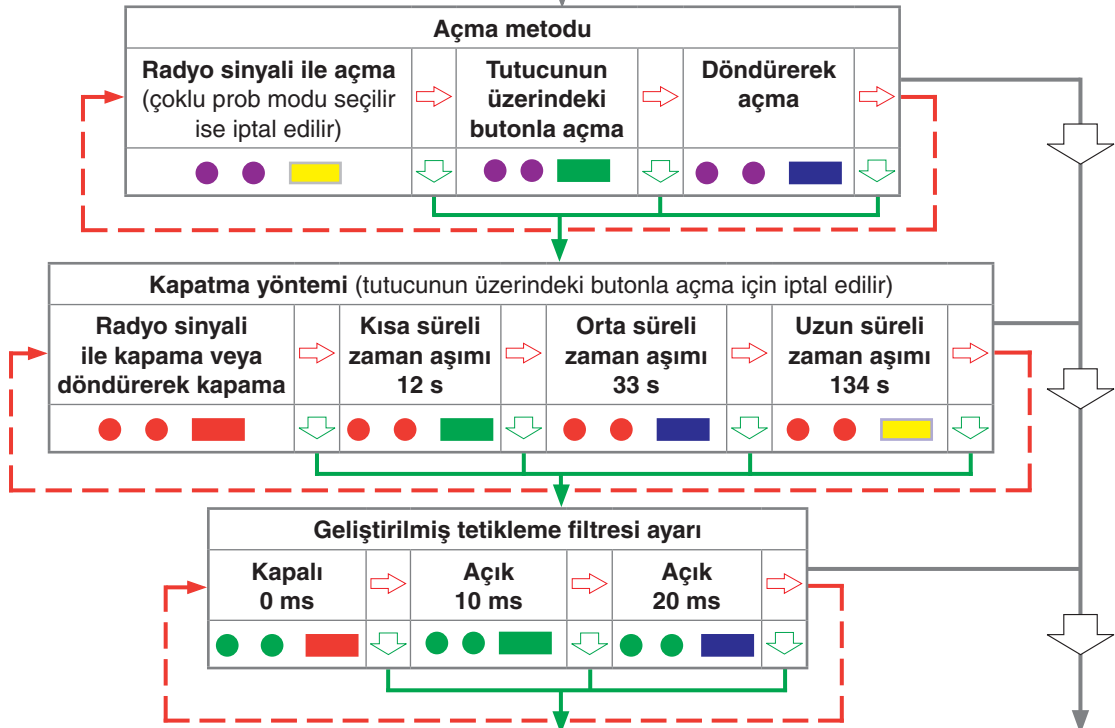 Açma metodu
Radyo sinyali ile açma
(çoklu prob modu seçilir
ise iptal edilir)
Tutucunun
üzerindeki
butonla açma
Döndürerek
açma
Kapatma yöntemi (tutucunun üzerindeki butonla açma için iptal edilir)
Radyo sinyali
ile kapama veya
döndürerek kapama
Kısa süreli
zaman aşımı
12 s
Orta süreli
zaman aşımı
33 s
Uzun süreli
zaman aşımı
134 s
Geliştirilmiş tetikleme filtresi ayarı
Kapalı
0 ms
Açık
10 ms
Açık
20 ms